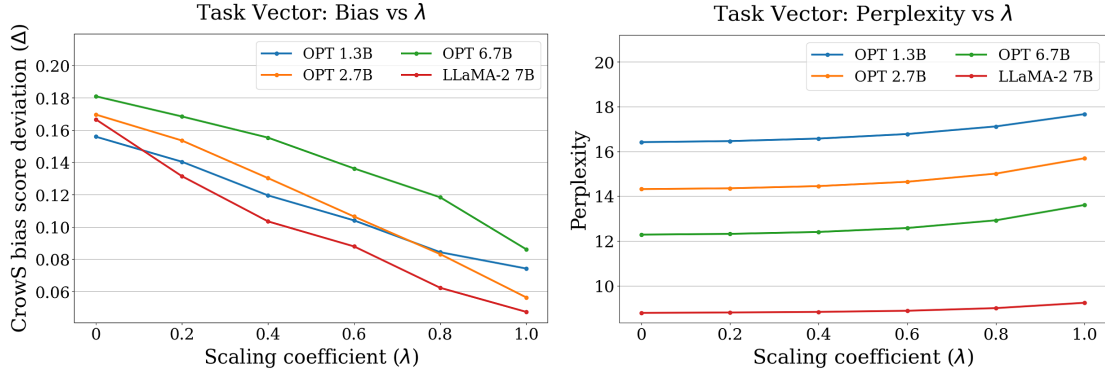 Task Vector: Bias vs λ
CrowS bias score deviation (Δ)
0.20
0.18
0.16
0.14
0.12
0.10
0.08
0.06
OPT 1.3B
OPT 2.7B
OPT 6.7B
LLaMA-2 7B
0 0.2 0.4 0.6 0.8 1.0
Scaling coefficient (λ)
Task Vector: Perplexity vs λ
Perplexity
20
18
16
14
12
10
OPT 1.3B
OPT 2.7B
OPT 6.7B
LLaMA-2 7B
0 0.2 0.4 0.6 0.8 1.0
Scaling coefficient (λ)